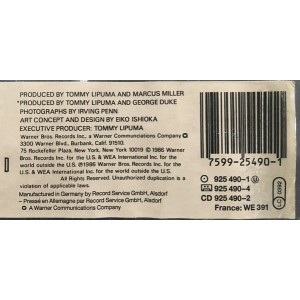 PRODUCED BY TOMMY LIPUMA AND MARCUS MILLER
*PRODUCED BY TOMMY LIPUMA AND GEORGE DUKE
PHOTOGRAPHS BY IRVING PENN
ART CONCEPT AND DESIGN BY EIKO ISHIOKA
EXECUTIVE PRODUCER: TOMMY LIPUMA
Warner Bros. Records Inc., a Warner Communications Company
3300 Warner Blvd., Burbank, Calif. 91510.
75 Rockefeller Plaza, New York, New York 10019 © 1986 Warner
Bros. Records Inc. for the U.S. & WEA International Inc. for the
world outside the U.S. ℗ 1986 Warner Bros. Records Inc. for the
U.S. & WEA International Inc. for the world outside of the U.S.
All Rights Reserved. Unauthorized duplication is a violation
of applicable laws.
Manufactured in Germany by Record Service GmbH, Alsdorf
– Pressé en Allemagne par Record Service GmbH, Alsdorf
A Warner Communications Company
7599-25490-1
925 490-1 U
925 490-4
CD 925 490-2
France: WE 391
LC 0392